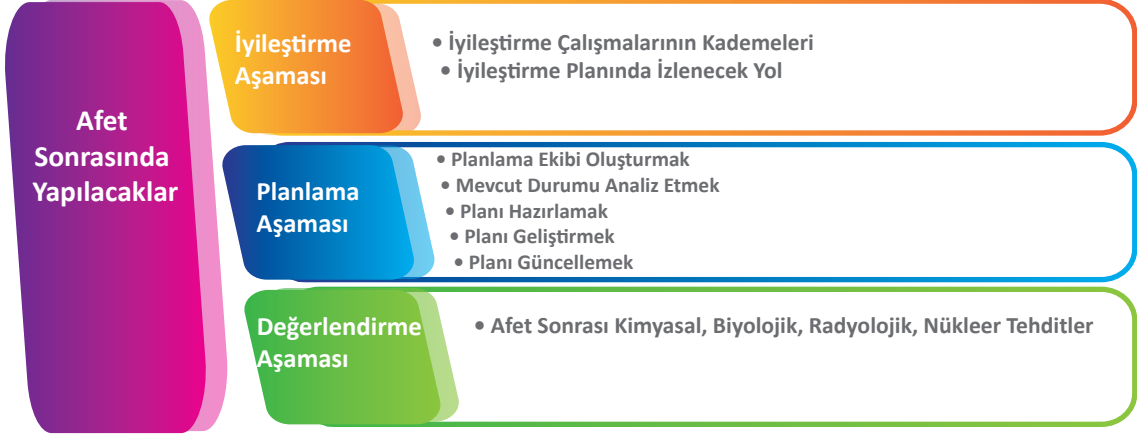 Afet
Sonrasında
Yapılacaklar
İyileştirme
Aşaması
• İyileştirme Çalışmalarının Kademeleri
• İyileştirme Planında İzlenecek Yol
Planlama
Aşaması
• Planlama Ekibi Oluşturmak
• Mevcut Durumu Analiz Etmek
• Planı Hazırlamak
• Planı Geliştirmek
• Planı Güncellemek
Değerlendirme
Aşaması
• Afet Sonrası Kimyasal, Biyolojik, Radyolojik, Nükleer Tehditler